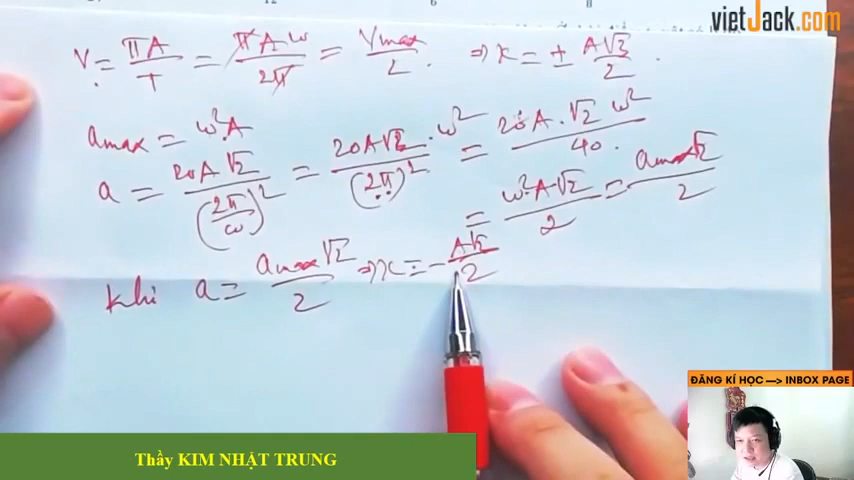 vietJack.com
V = πA/T = πAω/2π = Vmax/2 ⇒ x = ± A√3/2.
amax = ω²A
a = 20A√2/(2π/ω)² = 20A√2/(2π)² · ω² = 20A·√2 ω²/40
= ω²A√2/2 = amax√2/2
Khi a = amax√2/2 ⇒ x = -A√2/2
ĐĂNG KÍ HỌC —> INBOX PAGE
Thầy KIM NHẬT TRUNG